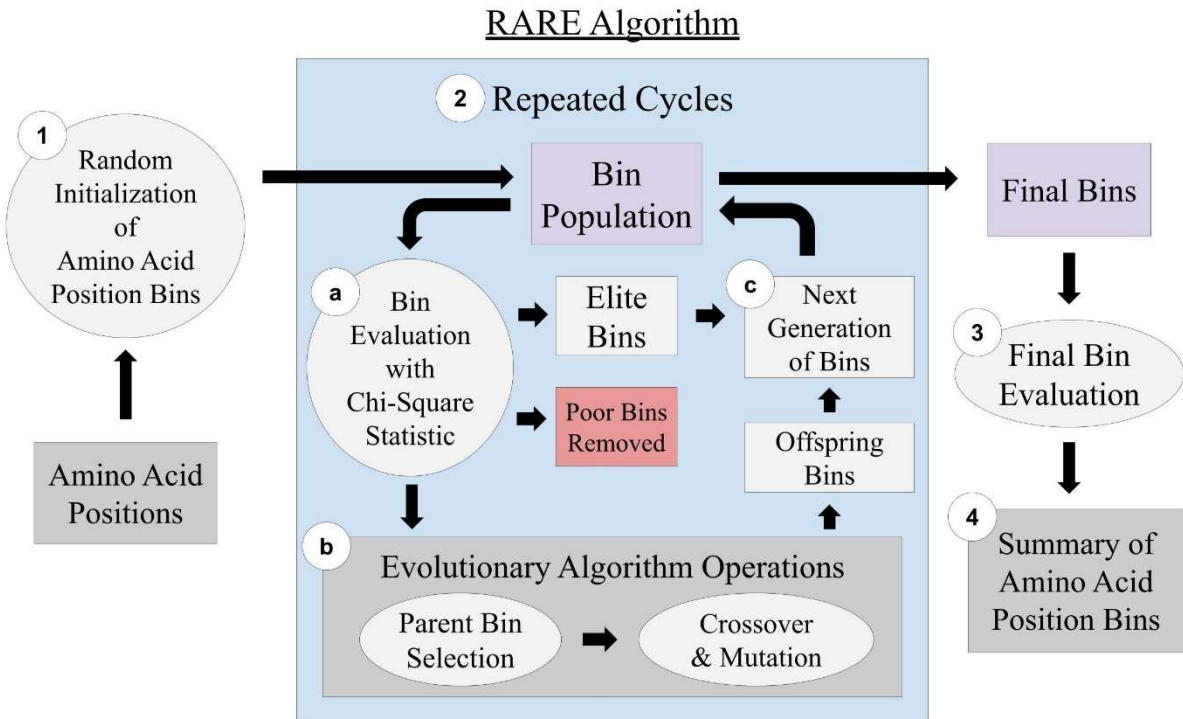 RARE Algorithm
1
Random
Initialization
of
Amino Acid
Position Bins
Amino Acid
Positions
2 Repeated Cycles
Bin
Population
a
Bin
Evaluation
with
Chi-Square
Statistic
Elite
Bins
Poor Bins
Removed
c
Next
Generation
of Bins
Offspring
Bins
b
Evolutionary Algorithm Operations
Parent Bin
Selection
Crossover
& Mutation
Final Bins
3
Final Bin
Evaluation
4
Summary of
Amino Acid
Position Bins